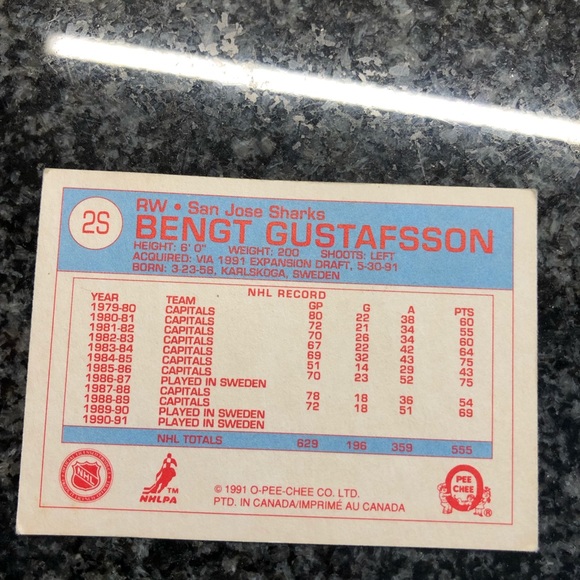 2S
RW • San Jose Sharks
BENGT GUSTAFSSON
HEIGHT: 6' 0" WEIGHT: 200 SHOOTS: LEFT
ACQUIRED: VIA 1991 EXPANSION DRAFT, 5-30-91
BORN: 3-23-58, KARLSKOGA, SWEDEN
NHL RECORD
YEAR TEAM GP G A PTS
1979-80 CAPITALS 80 22 38 60
1980-81 CAPITALS 72 21 34 55
1981-82 CAPITALS 70 26 34 60
1982-83 CAPITALS 67 22 42 64
1983-84 CAPITALS 69 32 43 75
1984-85 CAPITALS 51 14 29 43
1985-86 CAPITALS 70 23 52 75
1986-87 PLAYED IN SWEDEN
1987-88 CAPITALS 78 18 36 54
1988-89 CAPITALS 72 18 51 69
1989-90 PLAYED IN SWEDEN
1990-91 PLAYED IN SWEDEN
NHL TOTALS 629 196 359 555
NHL
TM
NHLPA
© 1991 O-PEE-CHEE CO. LTD.
PTD. IN CANADA/IMPRIMÉ AU CANADA
O
PEE
CHEE
®